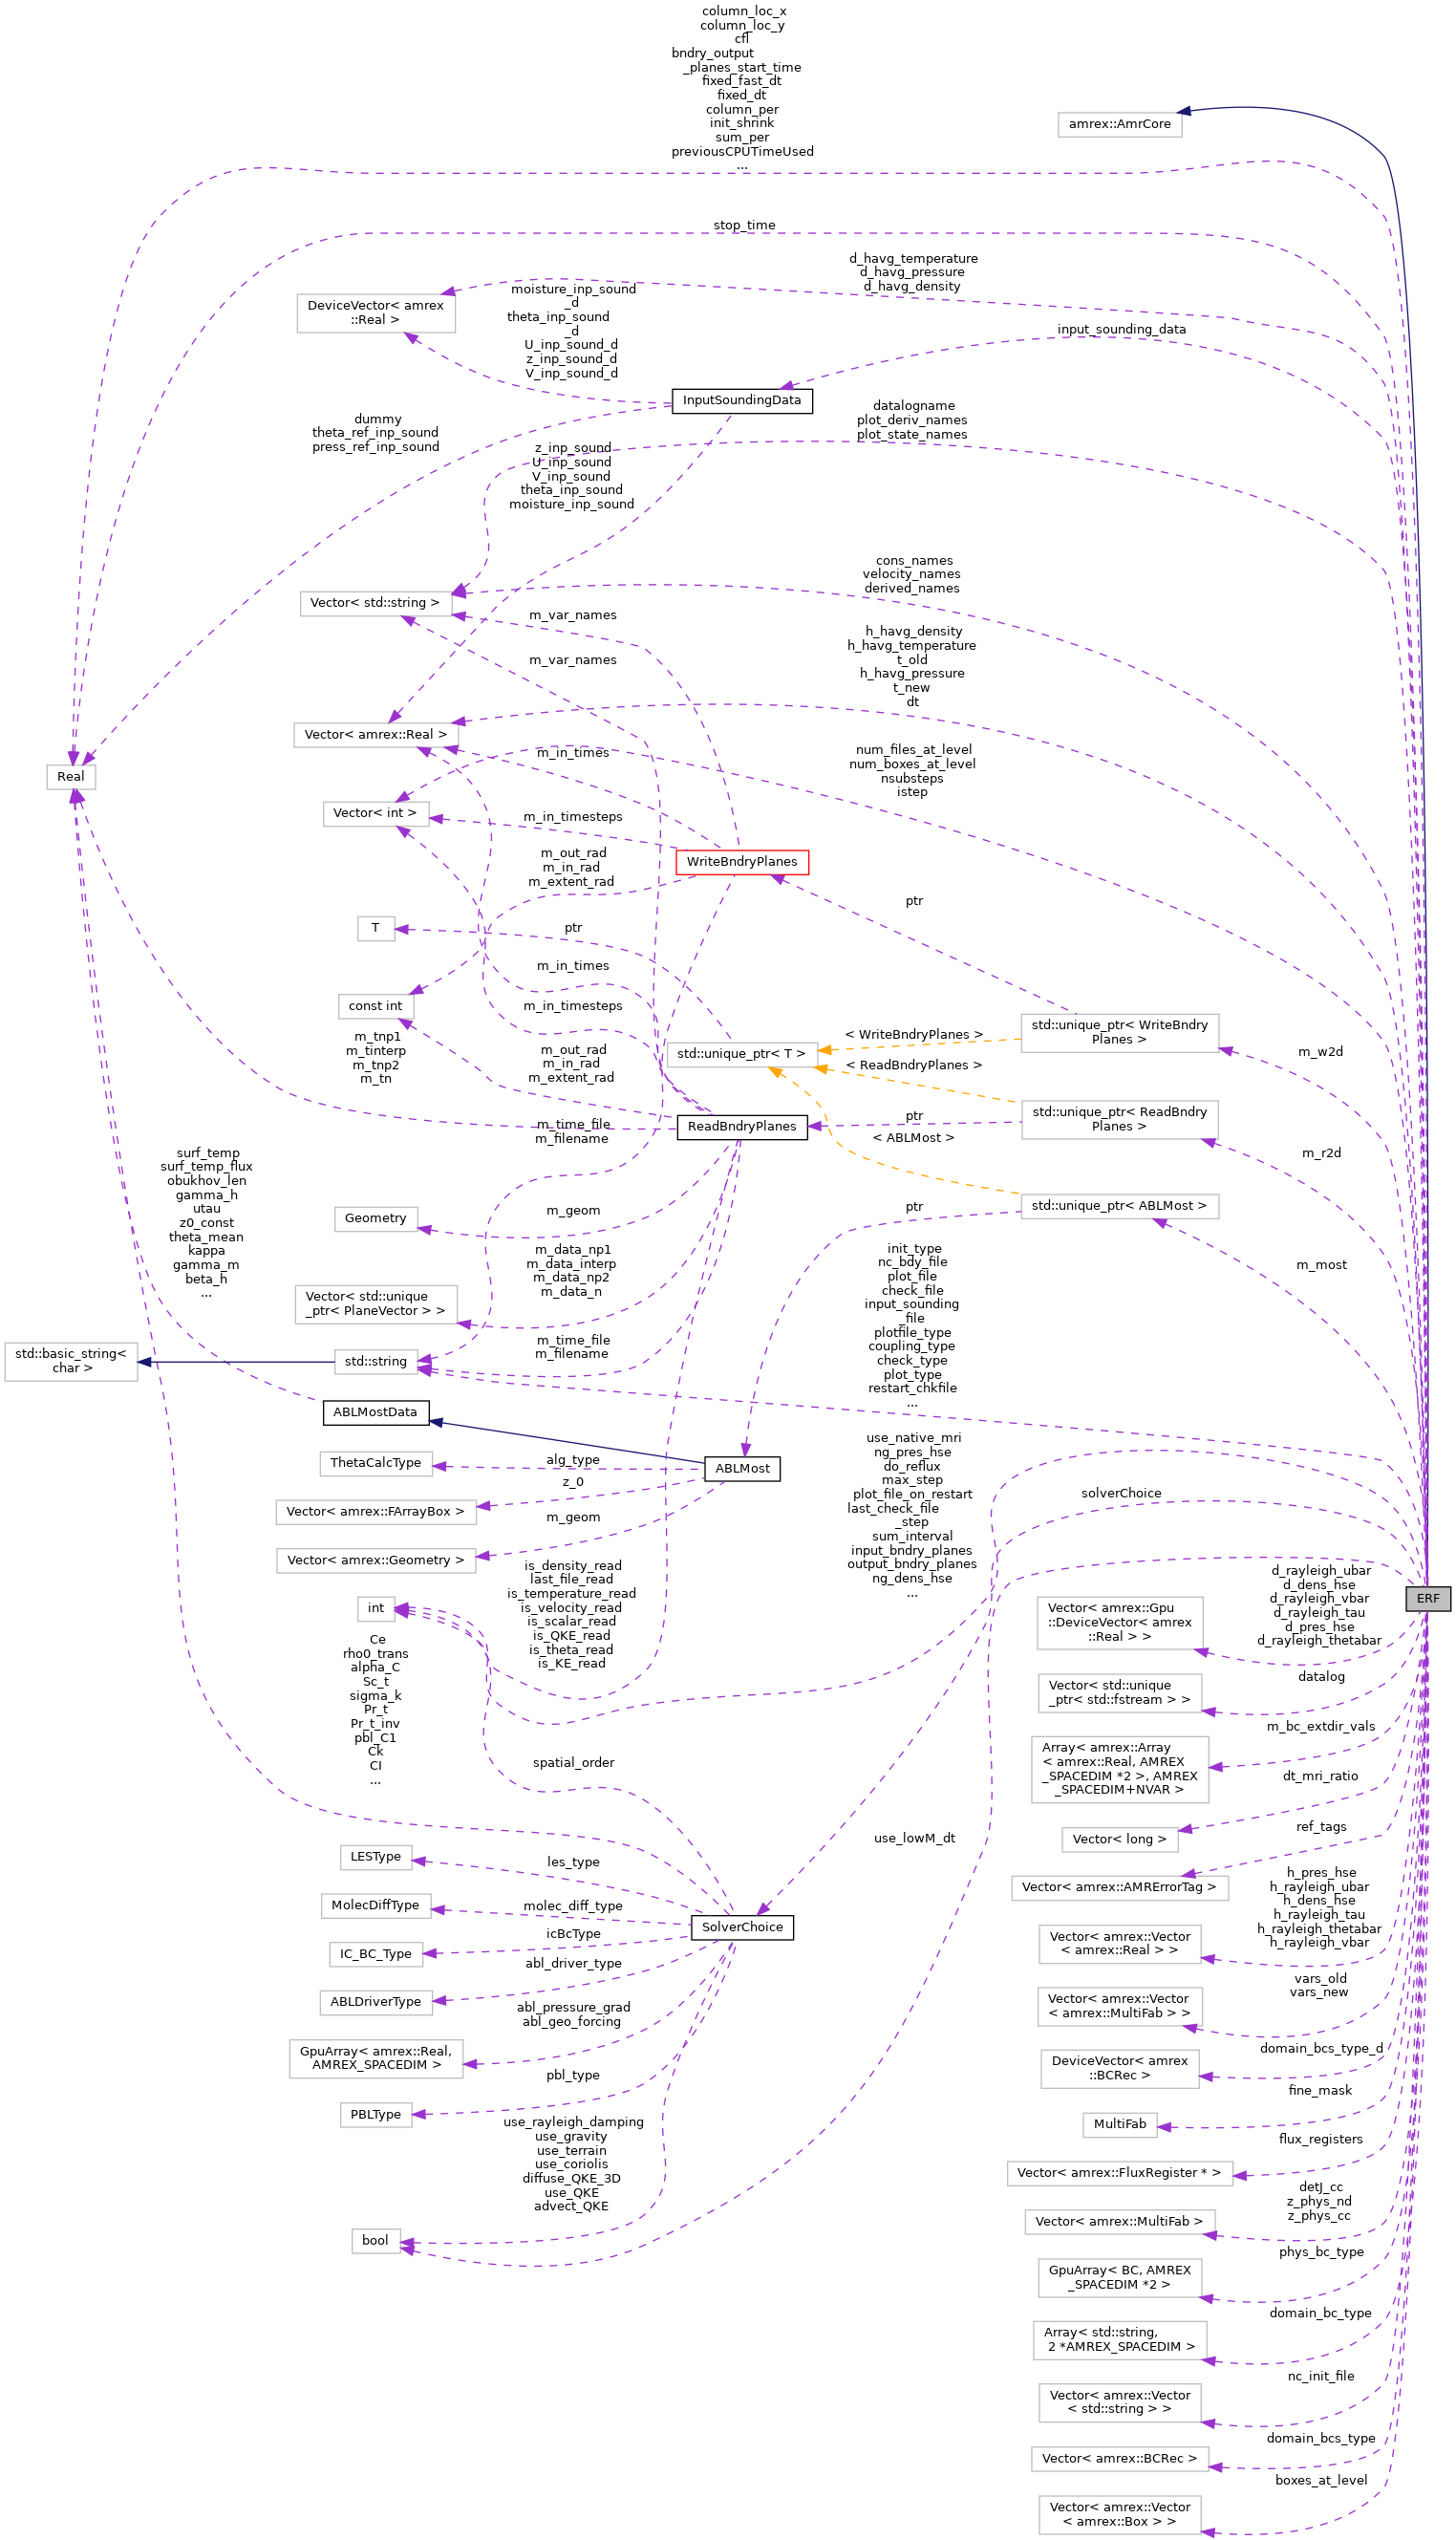 column_loc_x
column_loc_y
cfl
bndry_output
_planes_start_time
fixed_fast_dt
fixed_dt
column_per
init_shrink
sum_per
previousCPUTimeUsed
...
amrex::AmrCore
stop_time
d_havg_temperature
d_havg_pressure
d_havg_density
DeviceVector< amrex
::Real >
moisture_inp_sound
_d
theta_inp_sound
_d
U_inp_sound_d
z_inp_sound_d
V_inp_sound_d
input_sounding_data
InputSoundingData
dummy
theta_ref_inp_sound
press_ref_inp_sound
datalogname
plot_deriv_names
plot_state_names
z_inp_sound
U_inp_sound
V_inp_sound
theta_inp_sound
moisture_inp_sound
cons_names
velocity_names
derived_names
Vector< std::string >
m_var_names
m_var_names
h_havg_density
h_havg_temperature
t_old
h_havg_pressure
t_new
dt
Vector< amrex::Real >
m_in_times
num_files_at_level
num_boxes_at_level
nsubsteps
istep
Real
Vector< int >
m_in_timesteps
WriteBndryPlanes
m_out_rad
m_in_rad
m_extent_rad
ptr
T
ptr
m_in_times
const int
m_in_timesteps
m_tnp1
m_tinterp
m_tnp2
m_tn
m_out_rad
m_in_rad
m_extent_rad
std::unique_ptr< T >
< WriteBndryPlanes >
< ReadBndryPlanes >
std::unique_ptr< WriteBndry
Planes >
m_w2d
ptr
std::unique_ptr< ReadBndry
Planes >
ReadBndryPlanes
m_time_file
m_filename
< ABLMost >
m_r2d
surf_temp
surf_temp_flux
obukhov_len
gamma_h
utau
z0_const
theta_mean
kappa
gamma_m
beta_h
...
Geometry
m_geom
ptr
std::unique_ptr< ABLMost >
m_most
m_data_np1
m_data_interp
m_data_np2
m_data_n
Vector< std::unique
_ptr< PlaneVector > >
init_type
nc_bdy_file
plot_file
check_file
input_sounding
_file
plotfile_type
coupling_type
check_type
plot_type
restart_chkfile
...
std::basic_string<
char >
std::string
m_time_file
m_filename
ABLMostData
ThetaCalcType
alg_type
ABLMost
z_0
Vector< amrex::FArrayBox >
m_geom
Vector< amrex::Geometry >
use_native_mri
ng_pres_hse
do_reflux
max_step
plot_file_on_restart
last_check_file
_step
sum_interval
input_bndry_planes
output_bndry_planes
ng_dens_hse
...
solverChoice
is_density_read
last_file_read
is_temperature_read
is_velocity_read
is_scalar_read
is_QKE_read
is_theta_read
is_KE_read
int
ERF
Vector< amrex::Gpu
::DeviceVector< amrex
::Real > >
d_rayleigh_ubar
d_dens_hse
d_rayleigh_vbar
d_rayleigh_tau
d_pres_hse
d_rayleigh_thetabar
Ce
rho0_trans
alpha_C
Sc_t
sigma_k
Pr_t
Pr_t_inv
pbl_C1
Ck
CI
...
datalog
Vector< std::unique
_ptr< std::fstream > >
m_bc_extdir_vals
Array< amrex::Array
< amrex::Real, AMREX
_SPACEDIM *2 >, AMREX
_SPACEDIM+NVAR >
spatial_order
dt_mri_ratio
Vector< long >
use_lowM_dt
ref_tags
Vector< amrex::AMRErrorTag >
LESType
les_type
MolecDiffType
molec_diff_type
SolverChoice
icBcType
IC_BC_Type
abl_driver_type
ABLDriverType
h_pres_hse
h_rayleigh_ubar
h_dens_hse
h_rayleigh_tau
h_rayleigh_thetabar
h_rayleigh_vbar
Vector< amrex::Vector
< amrex::Real > >
vars_old
vars_new
Vector< amrex::Vector
< amrex::MultiFab > >
abl_pressure_grad
abl_geo_forcing
GpuArray< amrex::Real,
AMREX_SPACEDIM >
domain_bcs_type_d
DeviceVector< amrex
::BCRec >
pbl_type
PBLType
fine_mask
MultiFab
use_rayleigh_damping
use_gravity
use_terrain
use_coriolis
diffuse_QKE_3D
use_QKE
advect_QKE
bool
flux_registers
Vector< amrex::FluxRegister * >
detJ_cc
z_phys_nd
z_phys_cc
Vector< amrex::MultiFab >
phys_bc_type
GpuArray< BC, AMREX
_SPACEDIM *2 >
domain_bc_type
Array< std::string,
2 *AMREX_SPACEDIM >
nc_init_file
Vector< amrex::Vector
< std::string > >
domain_bcs_type
Vector< amrex::BCRec >
boxes_at_level
Vector< amrex::Vector
< amrex::Box > >